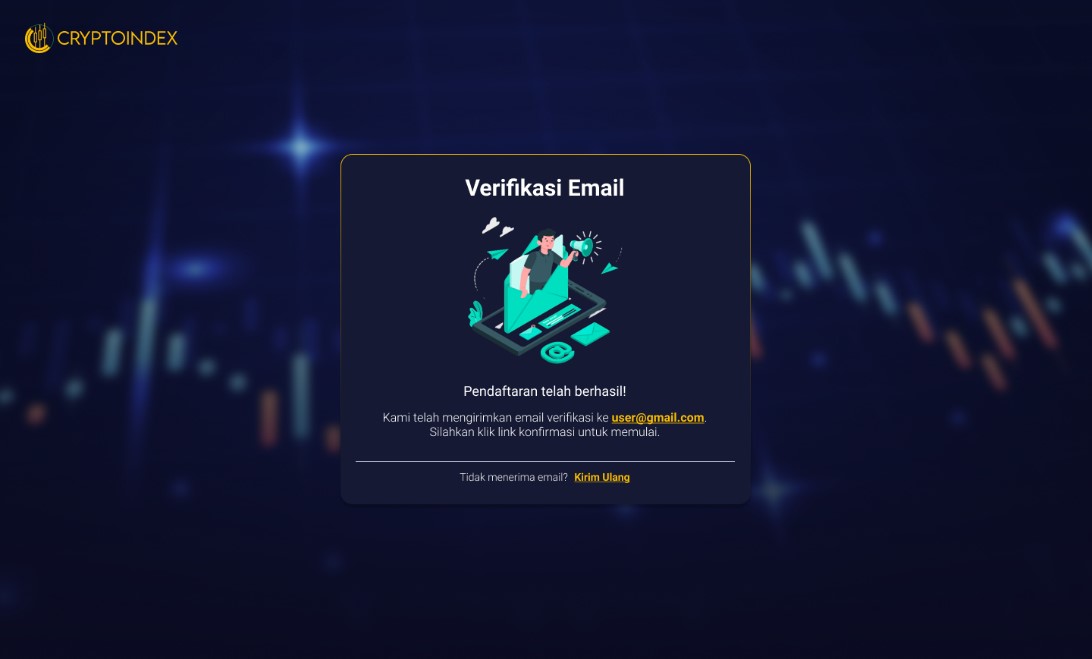 CRYPTOINDEX
Verifikasi Email
Pendaftaran telah berhasil!
Kami telah mengirimkan email verifikasi ke user@gmail.com.
Silahkan klik link konfirmasi untuk memulai.
Tidak menerima email? Kirim Ulang